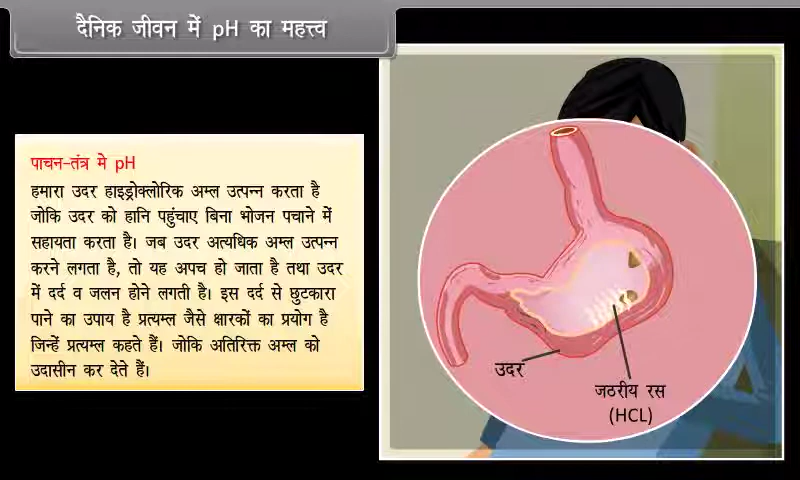 दैनिक जीवन में pH का महत्त्व
पाचन-तंत्र मे pH
हमारा उदर हाइड्रोक्लोरिक अम्ल उत्पन्न करता है
जोकि उदर को हानि पहुंचाए बिना भोजन पचाने में
सहायता करता है। जब उदर अत्यधिक अम्ल उत्पन्न
करने लगता है, तो यह अपच हो जाता है तथा उदर
में दर्द व जलन होने लगती है। इस दर्द से छुटकारा
पाने का उपाय है प्रत्यम्ल जैसे क्षारकों का प्रयोग है
जिन्हें प्रत्यम्ल कहते हैं। जोकि अतिरिक्त अम्ल को
उदासीन कर देते हैं।
उदर
जठरीय रस
(HCL)